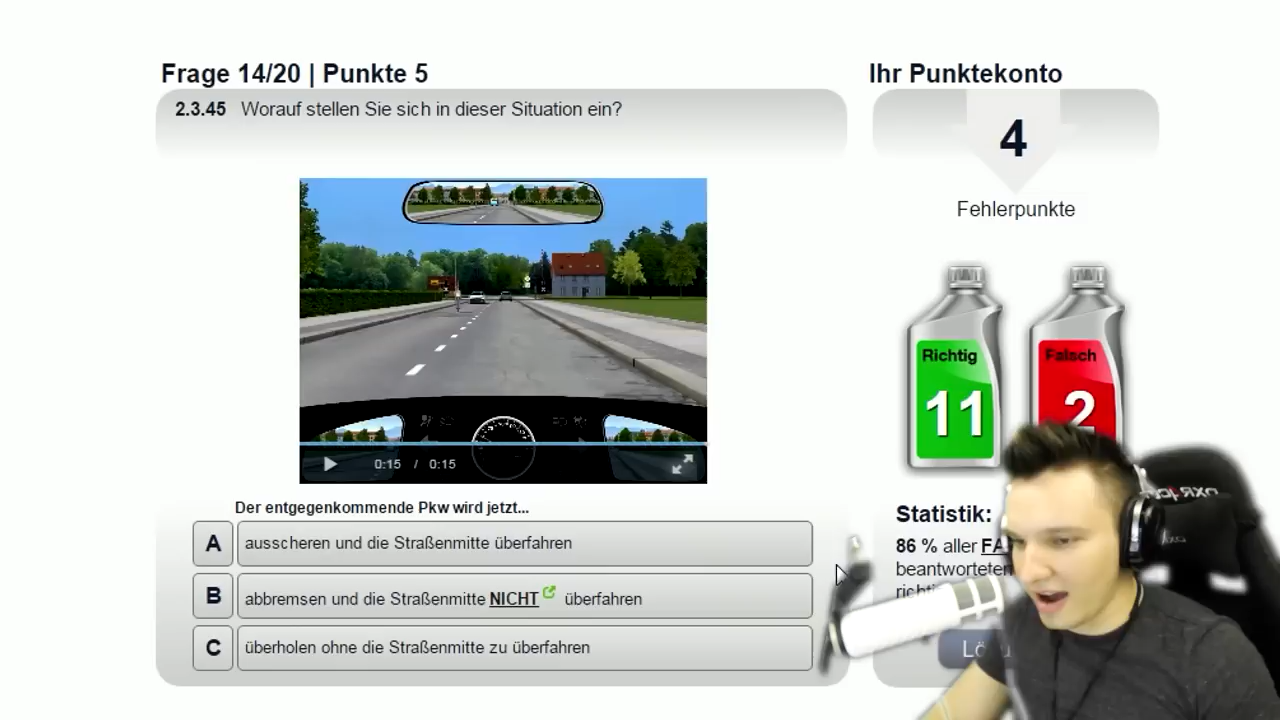 Frage 14/20 | Punkte 5
2.3.45 Worauf stellen Sie sich in dieser Situation ein?
0:15 / 0:15
Der entgegenkommende Pkw wird jetzt...
A ausscheren und die Straßenmitte überfahren
B abbremsen und die Straßenmitte NICHT überfahren
C überholen ohne die Straßenmitte zu überfahren
Ihr Punktekonto
4
Fehlerpunkte
Richtig
11
Falsch
2
Statistik:
86 % aller
beantworteten